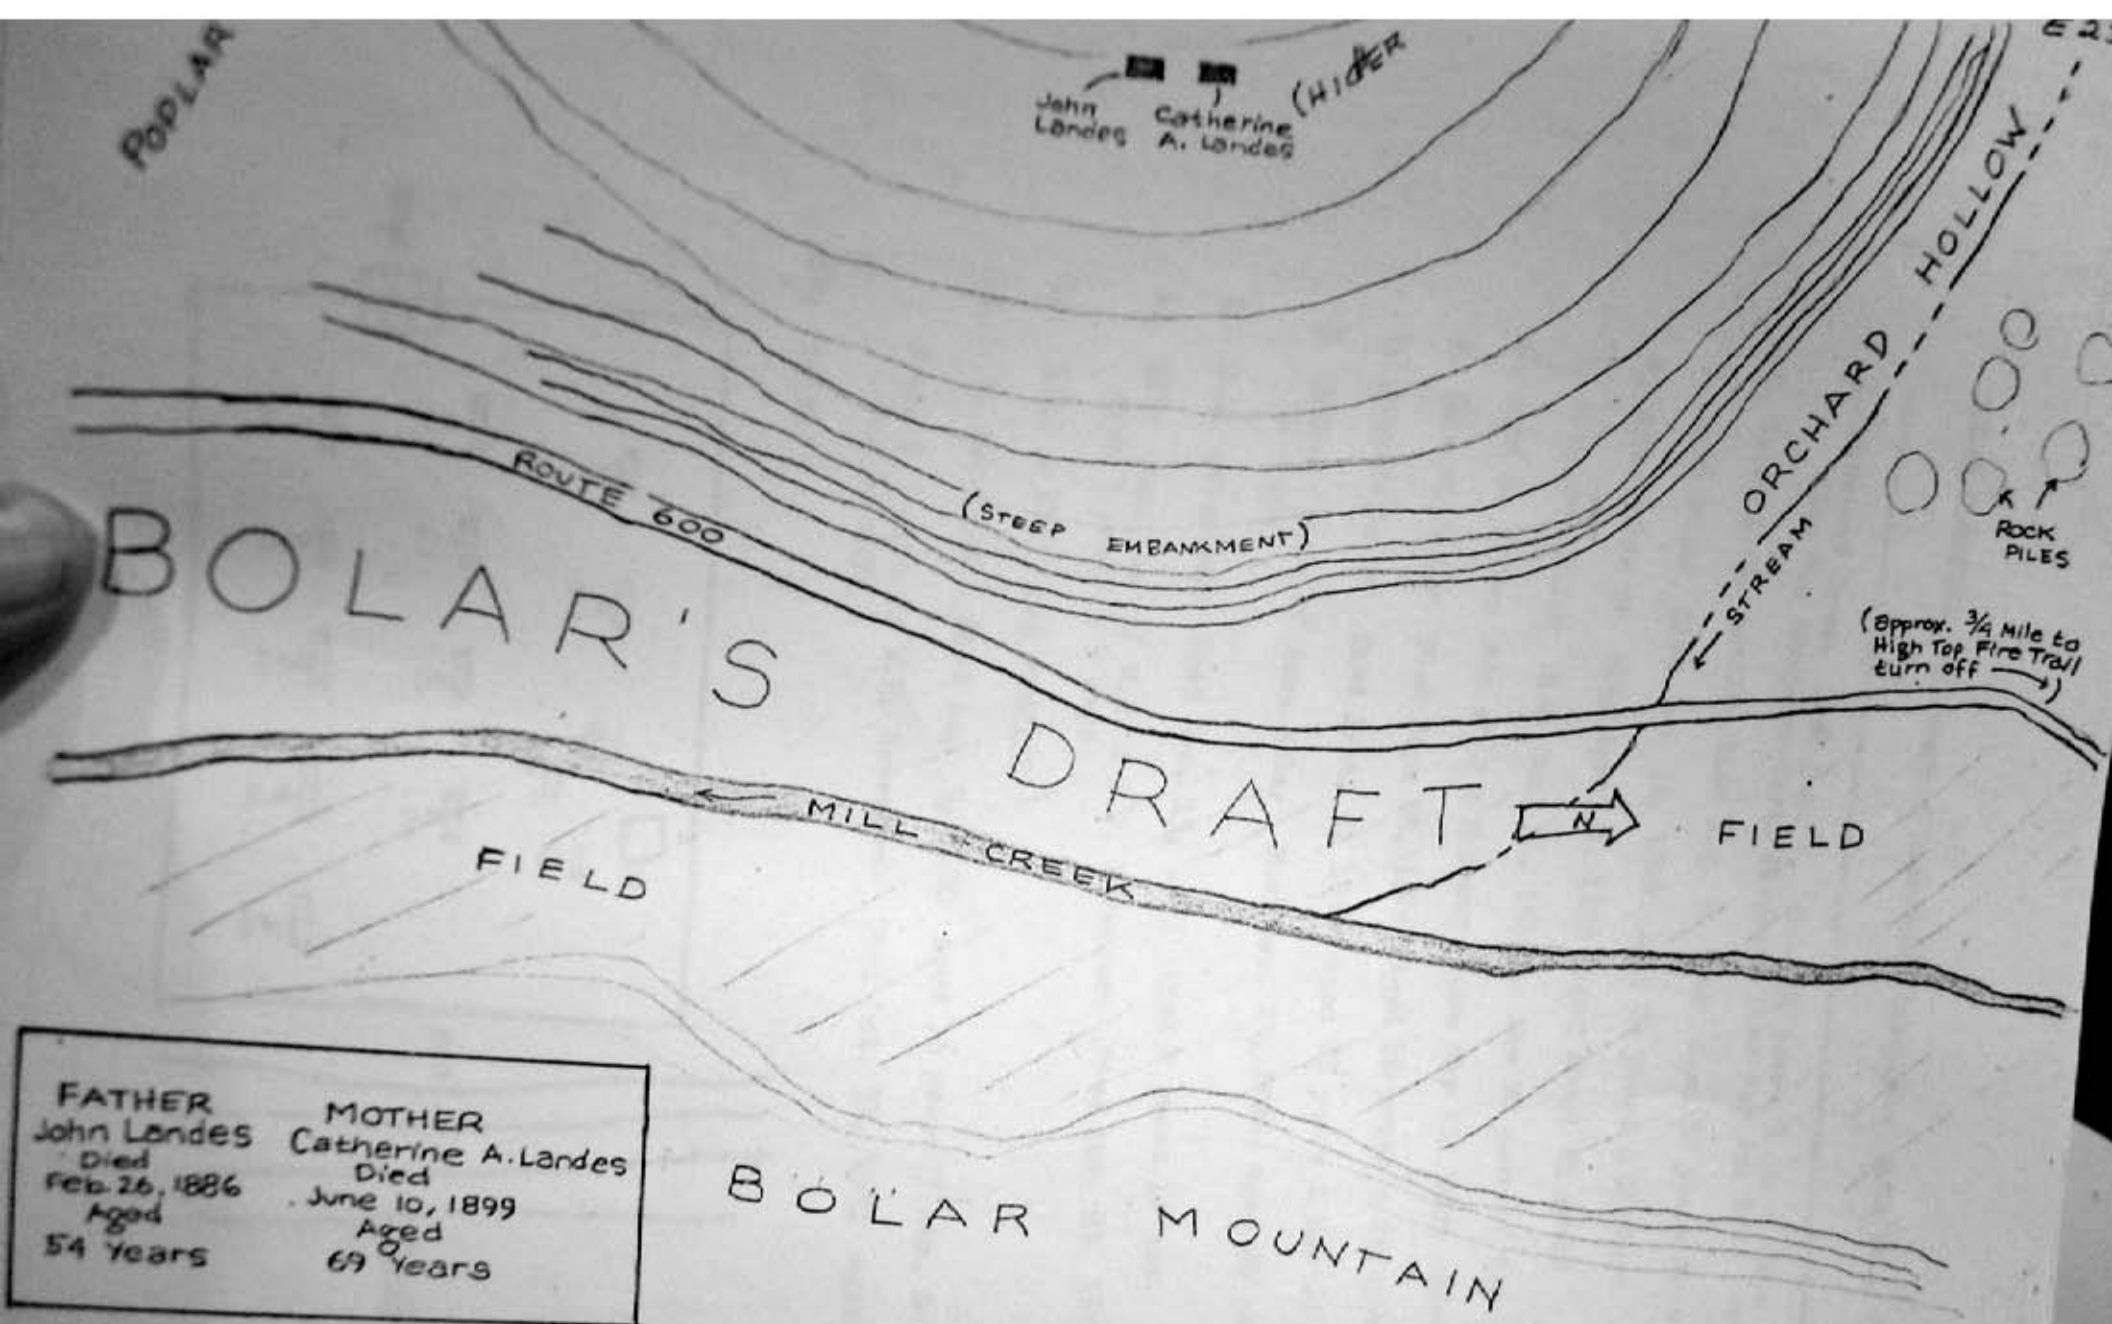 POPLAR
John
Landes
Catherine
A. Landes
(HIGHER
ORCHARD HOLLOW
ROUTE 600
(STEEP EMBANKMENT)
STREAM
ROCK
PILES
(approx. 3/4 Mile to
High Top Fire Trail
turn off
)
BOLAR'S DRAFT
N
FIELD
MILL CREEK
FIELD
BOLAR MOUNTAIN
FATHER
John Landes
Died
Feb. 26, 1886
Aged
54 Years
MOTHER
Catherine A. Landes
Died
June 10, 1899
Aged
69 Years